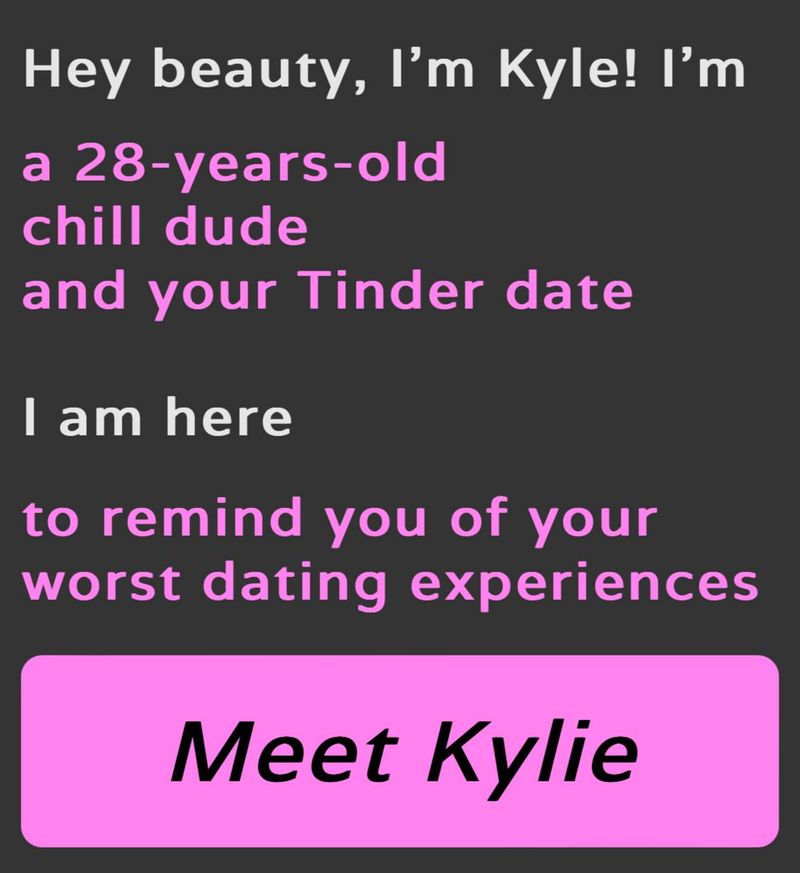 Hey beauty, I’m Kyle! I’m
a 28-years-old
chill dude
and your Tinder date
I am here
to remind you of your
worst dating experiences
Meet Kylie